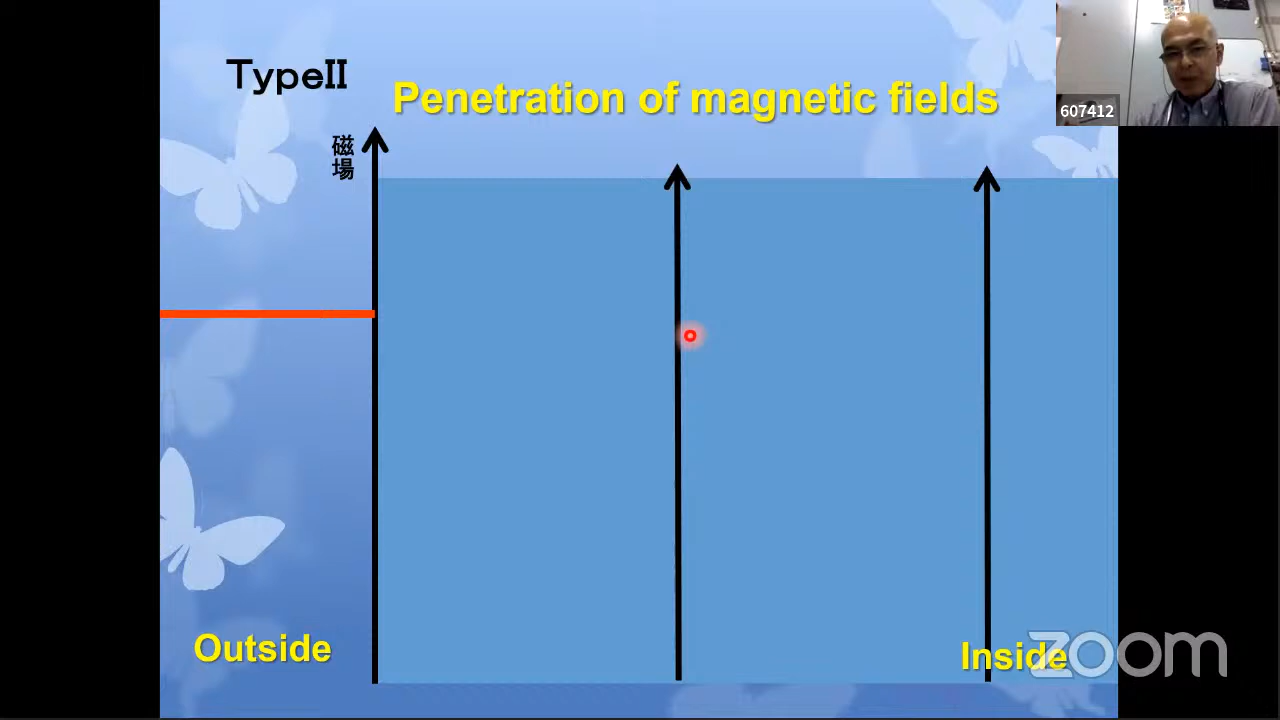 TypeII
Penetration of magnetic fields
607412
磁場
Outside
Inside
zoom